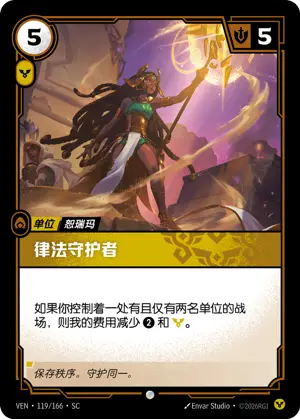 5
5
单位 恕瑞玛
律法守护者
如果你控制着一处有且仅有两名单位的战
场，则我的费用减少 2 和 。
保存秩序。守护同一。
VEN • 119/166 • SC
Envar Studio • ©2026RGI